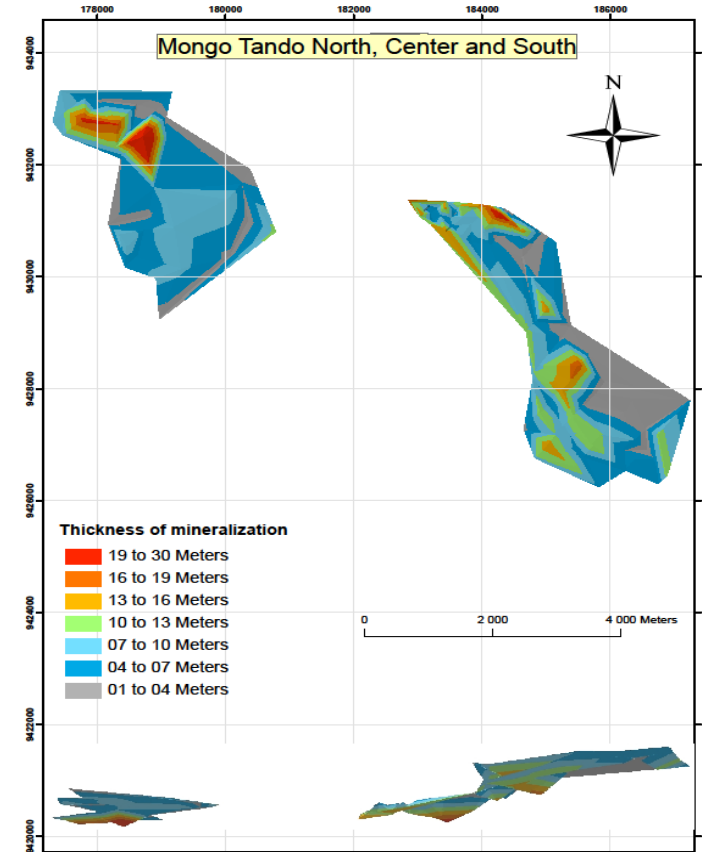 178000 180000 182000 184000 186000
Mongo Tando North, Center and South
N
9434000
9432000
9430000
9428000
9426000
9424000
9422000
9420000
Thickness of mineralization
19 to 30 Meters
16 to 19 Meters
13 to 16 Meters
10 to 13 Meters
07 to 10 Meters
04 to 07 Meters
01 to 04 Meters
0 2 000 4 000 Meters